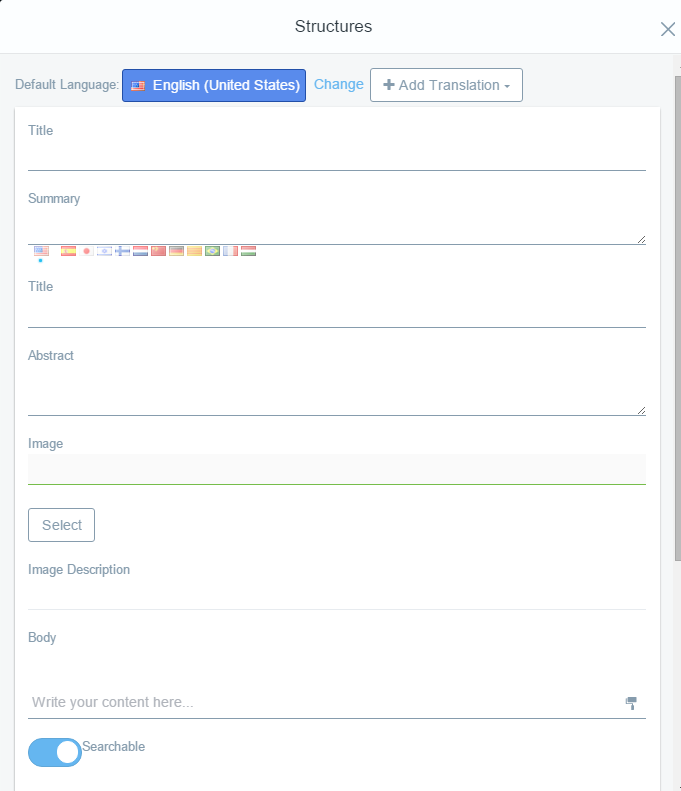 Structures
Default Language: English (United States) Change Add Translation
Title
Summary
Title
Abstract
Image
Select
Image Description
Body
Write your content here...
Searchable